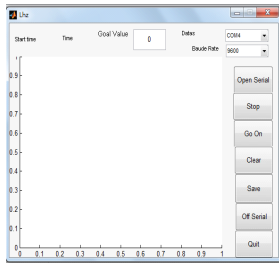 Lhz
Start time
Time
Goal Value
0
Datas
COM4
Baude Rate
9600
1
0.9
0.8
0.7
0.6
0.5
0.4
0.3
0.2
0.1
0
0.1 0.2 0.3 0.4 0.5 0.6 0.7 0.8 0.9 1
Open Serial
Stop
Go On
Clear
Save
Off Serial
Quit